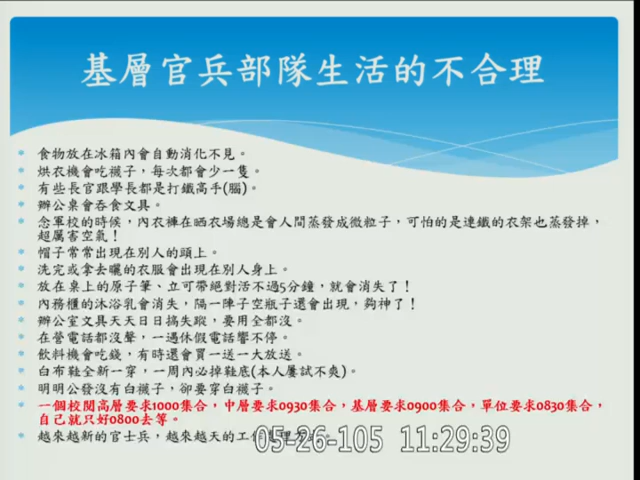 基層官兵部隊生活的不合理
食物放在冰箱內會自動消化不見。
烘衣機會吃襪子，每次都會少一隻。
有些長官跟學長都是打鐵高手(腦)。
辦公桌會吞食文具。
念軍校的時候，內衣褲在晒衣場總是會人間蒸發成微粒子，可怕的是連鐵的衣架也蒸發掉，
超厲害空氣！
帽子常常出現在別人的頭上。
洗完或拿去曬的衣服會出現在別人身上。
放在桌上的原子筆、立可帶絕對活不過5分鐘，就會消失了！
內務櫃的沐浴乳會消失，隔一陣子空瓶子還會出現，夠神了！
辦公室文具天天日日搞失蹤，要用全都沒。
在營電話都沒聲，一遇休假電話響不停。
飲料機會吃錢，有時還會買一送一大放送。
白布鞋全新一穿，一周內必掉鞋底(本人屢試不爽)。
明明公發沒有白襪子，卻要穿白襪子。
一個校閱高層要求1000集合，中層要求0930集合，基層要求0900集合，單位要求0830集合，
自己就只好0800去等。
越來越新的官士兵，越來越天的工作
05-26-105 11:29:39